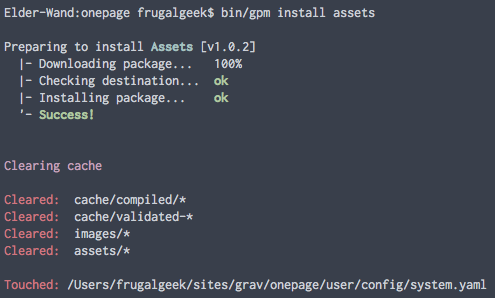 Elder-Wand:onepage frugalgeek$ bin/gpm install assets
Preparing to install Assets [v1.0.2]
|- Downloading package... 100%
|- Checking destination... ok
|- Installing package... ok
'- Success!
Clearing cache
Cleared: cache/compiled/*
Cleared: cache/validated-*
Cleared: images/*
Cleared: assets/*
Touched: /Users/frugalgeek/sites/grav/onepage/user/config/system.yaml